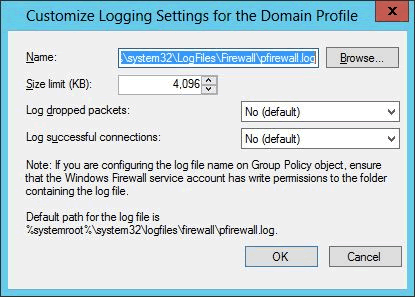 Customize Logging Settings for the Domain Profile
x
Name: :\system32\LogFiles\Firewall\pfirewall.log Browse...
Size limit (KB): 4,096
Log dropped packets: No (default)
Log successful connections: No (default)
Note: If you are configuring the log file name on Group Policy object, ensure
that the Windows Firewall service account has write permissions to the folder
containing the log file.
Default path for the log file is
%systemroot%\system32\logfiles\firewall\pfirewall.log.
OK Cancel